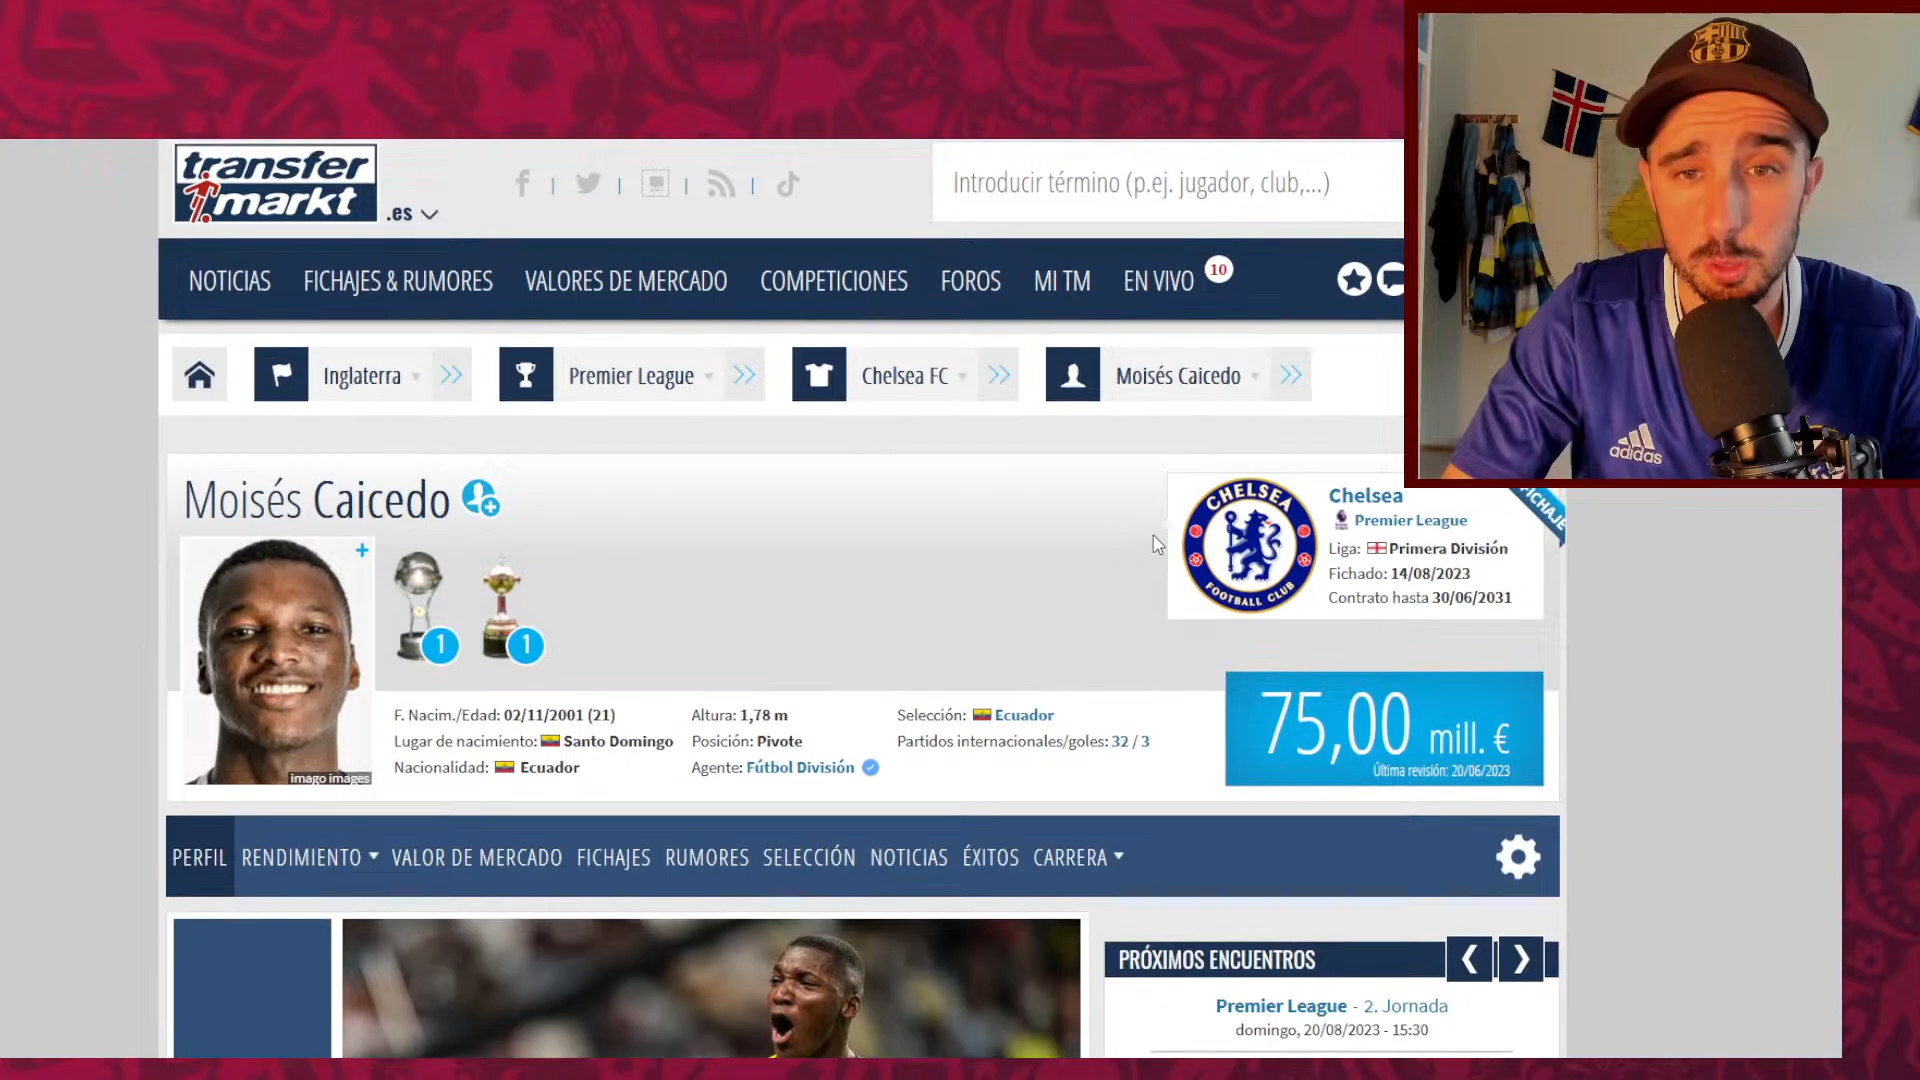 transfer
markt
.es
Introducir término (p.ej. jugador, club,...)
NOTICIAS FICHAJES & RUMORES VALORES DE MERCADO COMPETICIONES FOROS MI TM EN VIVO 10
Inglaterra Premier League Chelsea FC Moisés Caicedo
Moisés Caicedo
1 1
CHELSEA
FOOTBALL CLUB
Chelsea
Premier League
Liga: Primera División
Fichado: 14/08/2023
Contrato hasta 30/06/2031
FICHAJE
imago images
F. Nacim./Edad: 02/11/2001 (21)
Lugar de nacimiento: Santo Domingo
Nacionalidad: Ecuador
Altura: 1,78 m
Posición: Pivote
Agente: Fútbol División
Selección: Ecuador
Partidos internacionales/goles: 32 / 3
75,00 mill. €
Última revisión: 20/06/2023
PERFIL RENDIMIENTO VALOR DE MERCADO FICHAJES RUMORES SELECCIÓN NOTICIAS ÉXITOS CARRERA
PRÓXIMOS ENCUENTROS
Premier League - 2. Jornada
domingo, 20/08/2023 - 15:30
adidas